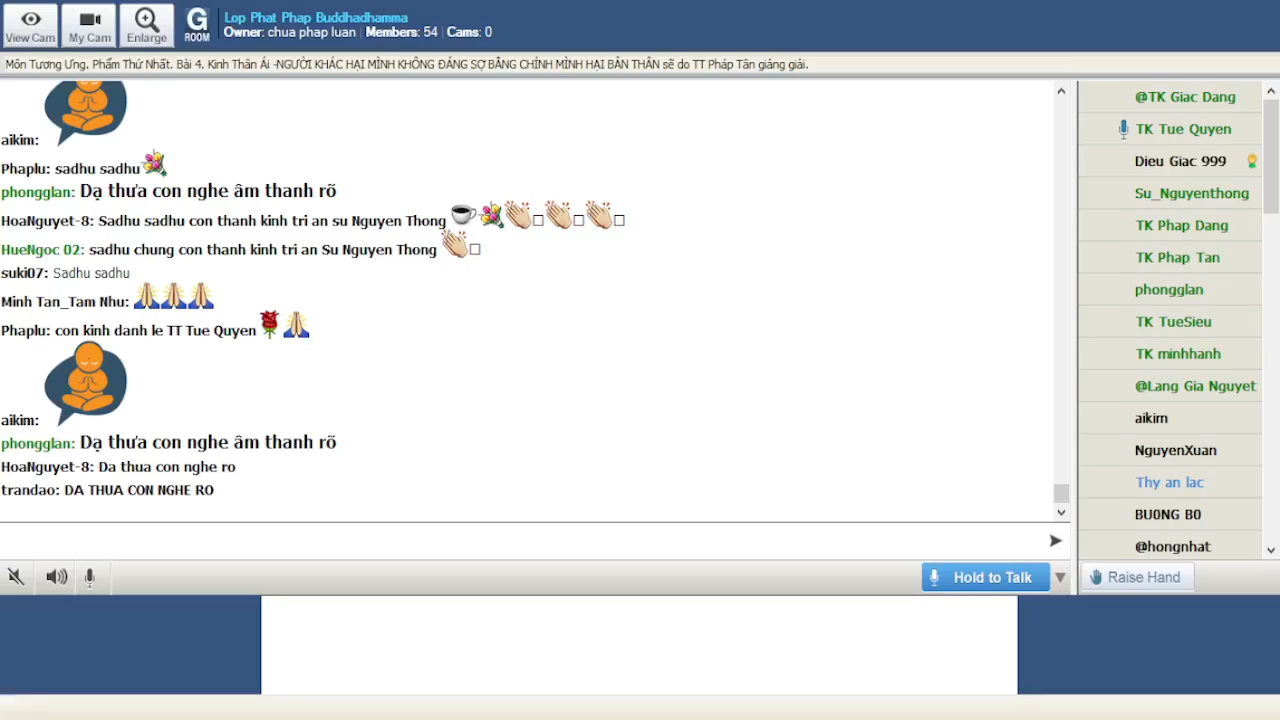 View Cam
My Cam
Enlarge
G
ROOM
Lop Phat Phap Buddhadhamma
Owner: chua phap luan | Members: 54 | Cams: 0
Môn Tương Ưng. Phẩm Thứ Nhất. Bài 4. Kinh Thân Ái -NGƯỜI KHÁC HẠI MÌNH KHÔNG ĐÁNG SỢ BẰNG CHÍNH MÌNH HẠI BẢN THÂN sẽ do TT Pháp Tân giảng giải.
aikim:
Phaplu: sadhu sadhu
phongglan: Dạ thưa con nghe âm thanh rõ
HoaNguyet-8: Sadhu sadhu con thanh kinh tri an su Nguyen Thong
HueNgoc 02: sadhu chung con thanh kinh tri an Su Nguyen Thong
suki07: Sadhu sadhu
Minh Tan_Tam Nhu:
Phaplu: con kinh danh le TT Tue Quyen
aikim:
phongglan: Dạ thưa con nghe âm thanh rõ
HoaNguyet-8: Da thua con nghe ro
trandao: DA THUA CON NGHE RO
@TK Giac Dang
TK Tue Quyen
Dieu Giac 999
Su_Nguyenthong
TK Phap Dang
TK Phap Tan
phongglan
TK TueSieu
TK minhhanh
@Lang Gia Nguyet
aikim
NguyenXuan
Thy an lac
BU0NG B0
@hongnhat
Hold to Talk
Raise Hand